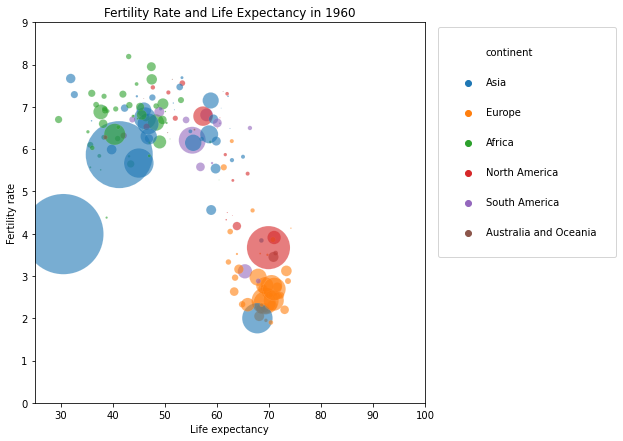 Fertility Rate and Life Expectancy in 1960
9
8
7
6
5
4
3
2
1
0
Fertility rate
30 40 50 60 70 80 90 100
Life expectancy
continent
Asia
Europe
Africa
North America
South America
Australia and Oceania